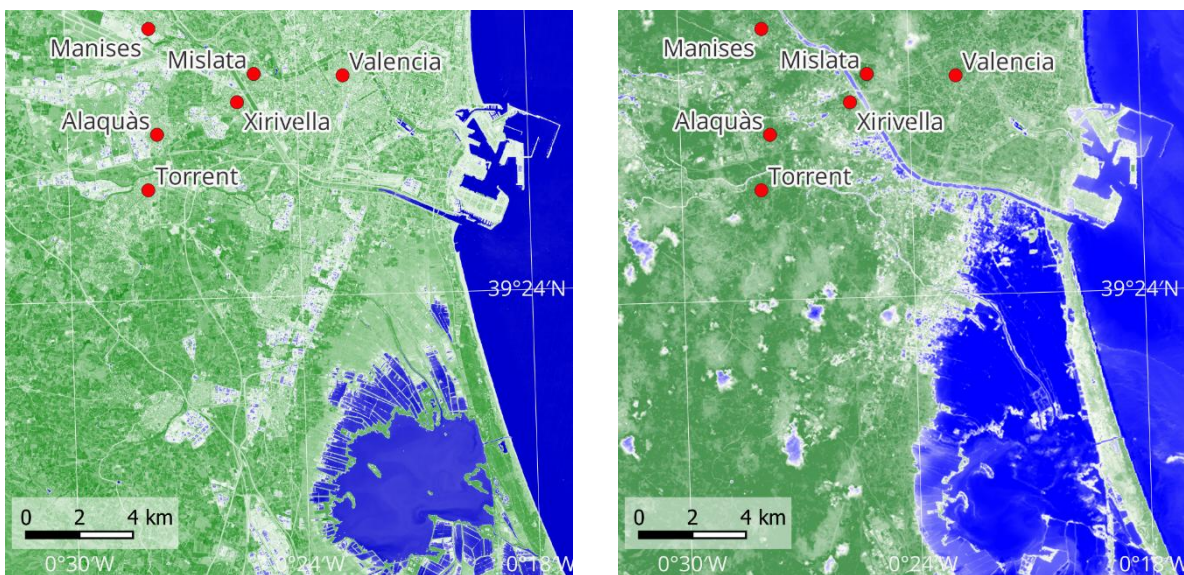 Manises
Mislata
Valencia
Xirivella
Alaquàs
Torrent
39°24′N
0 2 4 km
0°30′W 0°24′W 0°18′W
Manises
Mislata
Valencia
Xirivella
Alaquàs
Torrent
39°24′N
0 2 4 km
0°30′W 0°24′W 0°18′W